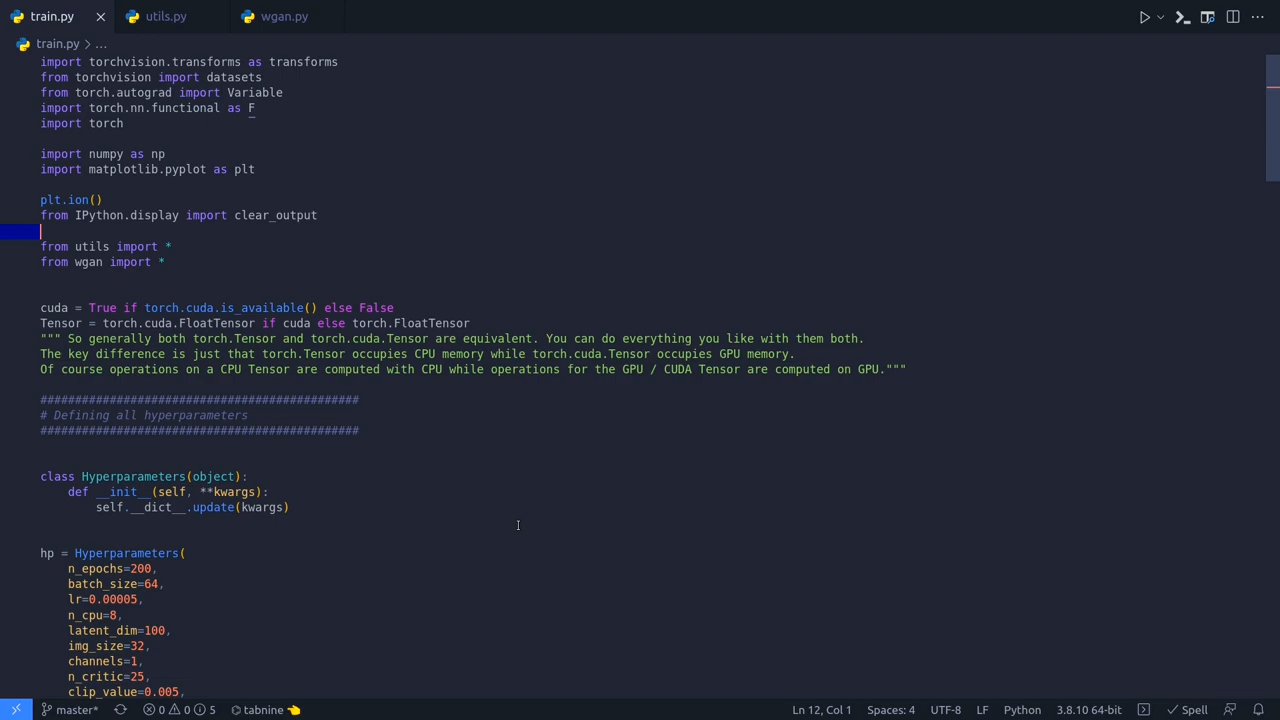 train.py
utils.py
wgan.py
train.py > ...
import torchvision.transforms as transforms
from torchvision import datasets
from torch.autograd import Variable
import torch.nn.functional as F
import torch

import numpy as np
import matplotlib.pyplot as plt

plt.ion()
from IPython.display import clear_output

from utils import *
from wgan import *

cuda = True if torch.cuda.is_available() else False
Tensor = torch.cuda.FloatTensor if cuda else torch.FloatTensor
""" So generally both torch.Tensor and torch.cuda.Tensor are equivalent. You can do everything you like with them both.
The key difference is just that torch.Tensor occupies CPU memory while torch.cuda.Tensor occupies GPU memory.
Of course operations on a CPU Tensor are computed with CPU while operations for the GPU / CUDA Tensor are computed on GPU."""

##############################################
# Defining all hyperparameters
##############################################

class Hyperparameters(object):
    def __init__(self, **kwargs):
        self.__dict__.update(kwargs)

hp = Hyperparameters(
    n_epochs=200,
    batch_size=64,
    lr=0.00005,
    n_cpu=8,
    latent_dim=100,
    img_size=32,
    channels=1,
    n_critic=25,
    clip_value=0.005,
master*
0 0 5
tabnine
Ln 12, Col 1
Spaces: 4
UTF-8
LF
Python
3.8.10 64-bit
Spell